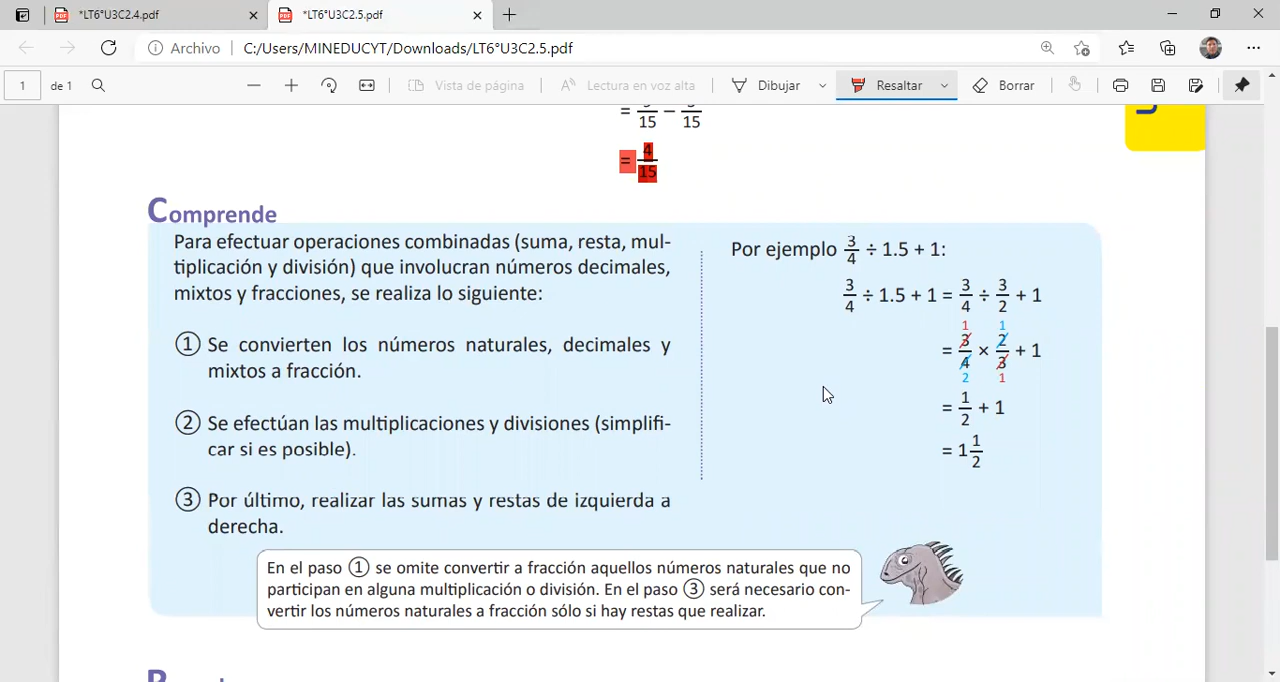 *LT6°U3C2.4.pdf
*LT6°U3C2.5.pdf
Archivo C:/Users/MINEDUCYT/Downloads/LT6°U3C2.5.pdf
1 de 1 Vista de página Lectura en voz alta Dibujar Resaltar Borrar
= /15 − /15
= 4/15
Comprende
Para efectuar operaciones combinadas (suma, resta, mul-
tiplicación y división) que involucran números decimales,
mixtos y fracciones, se realiza lo siguiente:
① Se convierten los números naturales, decimales y
mixtos a fracción.
② Se efectúan las multiplicaciones y divisiones (simplifi-
car si es posible).
③ Por último, realizar las sumas y restas de izquierda a
derecha.
Por ejemplo 3/4 ÷ 1.5 + 1:
3/4 ÷ 1.5 + 1 = 3/4 ÷ 3/2 + 1
1 1
= 3/4 × 2/3 + 1
2 1
= 1/2 + 1
= 1 1/2
En el paso ① se omite convertir a fracción aquellos números naturales que no
participan en alguna multiplicación o división. En el paso ③ será necesario con-
vertir los números naturales a fracción sólo si hay restas que realizar.